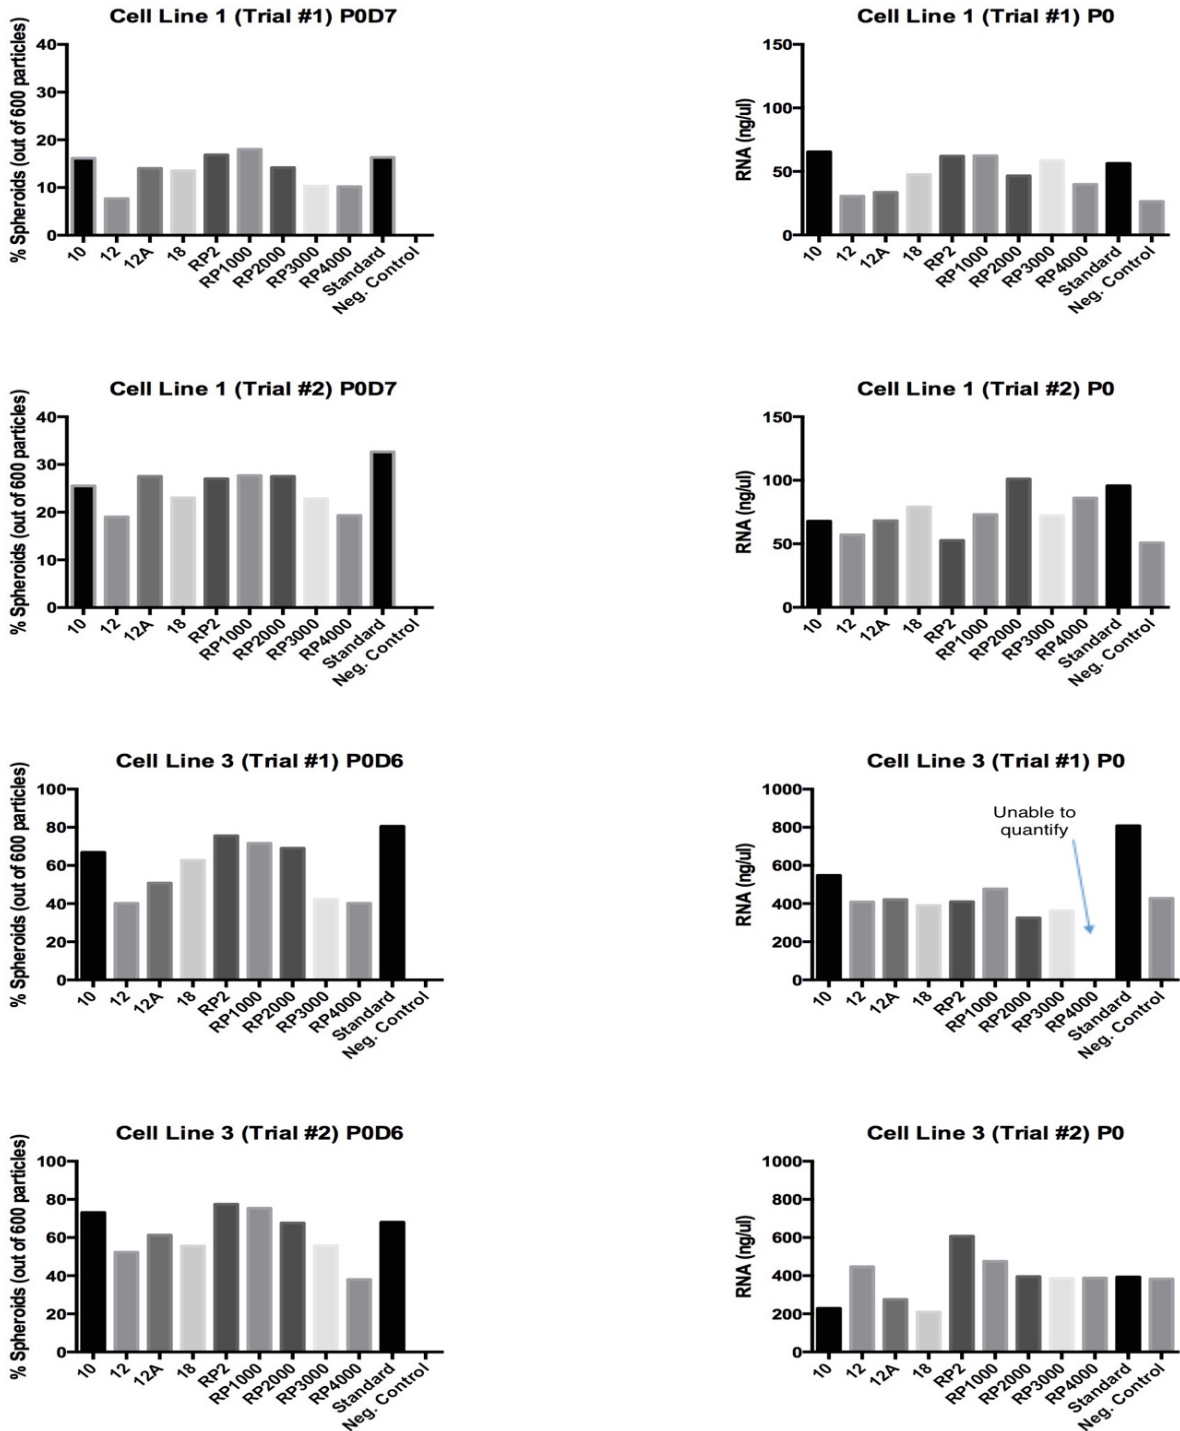 Cell Line 1 (Trial #1) P0D7
% Spheroids (out of 600 particles)
40
30
20
10
0
10 12 12A 18 RP2 RP1000 RP2000 RP3000 RP4000 Standard Neg. Control
Cell Line 1 (Trial #1) P0
RNA (ng/ul)
150
100
50
0
10 12 12A 18 RP2 RP1000 RP2000 RP3000 RP4000 Standard Neg. Control
Cell Line 1 (Trial #2) P0D7
% Spheroids (out of 600 particles)
40
30
20
10
0
10 12 12A 18 RP2 RP1000 RP2000 RP3000 RP4000 Standard Neg. Control
Cell Line 1 (Trial #2) P0
RNA (ng/ul)
150
100
50
0
10 12 12A 18 RP2 RP1000 RP2000 RP3000 RP4000 Standard Neg. Control
Cell Line 3 (Trial #1) P0D6
% Spheroids (out of 600 particles)
100
80
60
40
20
0
10 12 12A 18 RP2 RP1000 RP2000 RP3000 RP4000 Standard Neg. Control
Cell Line 3 (Trial #1) P0
RNA (ng/ul)
1000
800
600
400
200
0
Unable to
quantify
10 12 12A 18 RP2 RP1000 RP2000 RP3000 RP4000 Standard Neg. Control
Cell Line 3 (Trial #2) P0D6
% Spheroids (out of 600 particles)
100
80
60
40
20
0
10 12 12A 18 RP2 RP1000 RP2000 RP3000 RP4000 Standard Neg. Control
Cell Line 3 (Trial #2) P0
RNA (ng/ul)
1000
800
600
400
200
0
10 12 12A 18 RP2 RP1000 RP2000 RP3000 RP4000 Standard Neg. Control